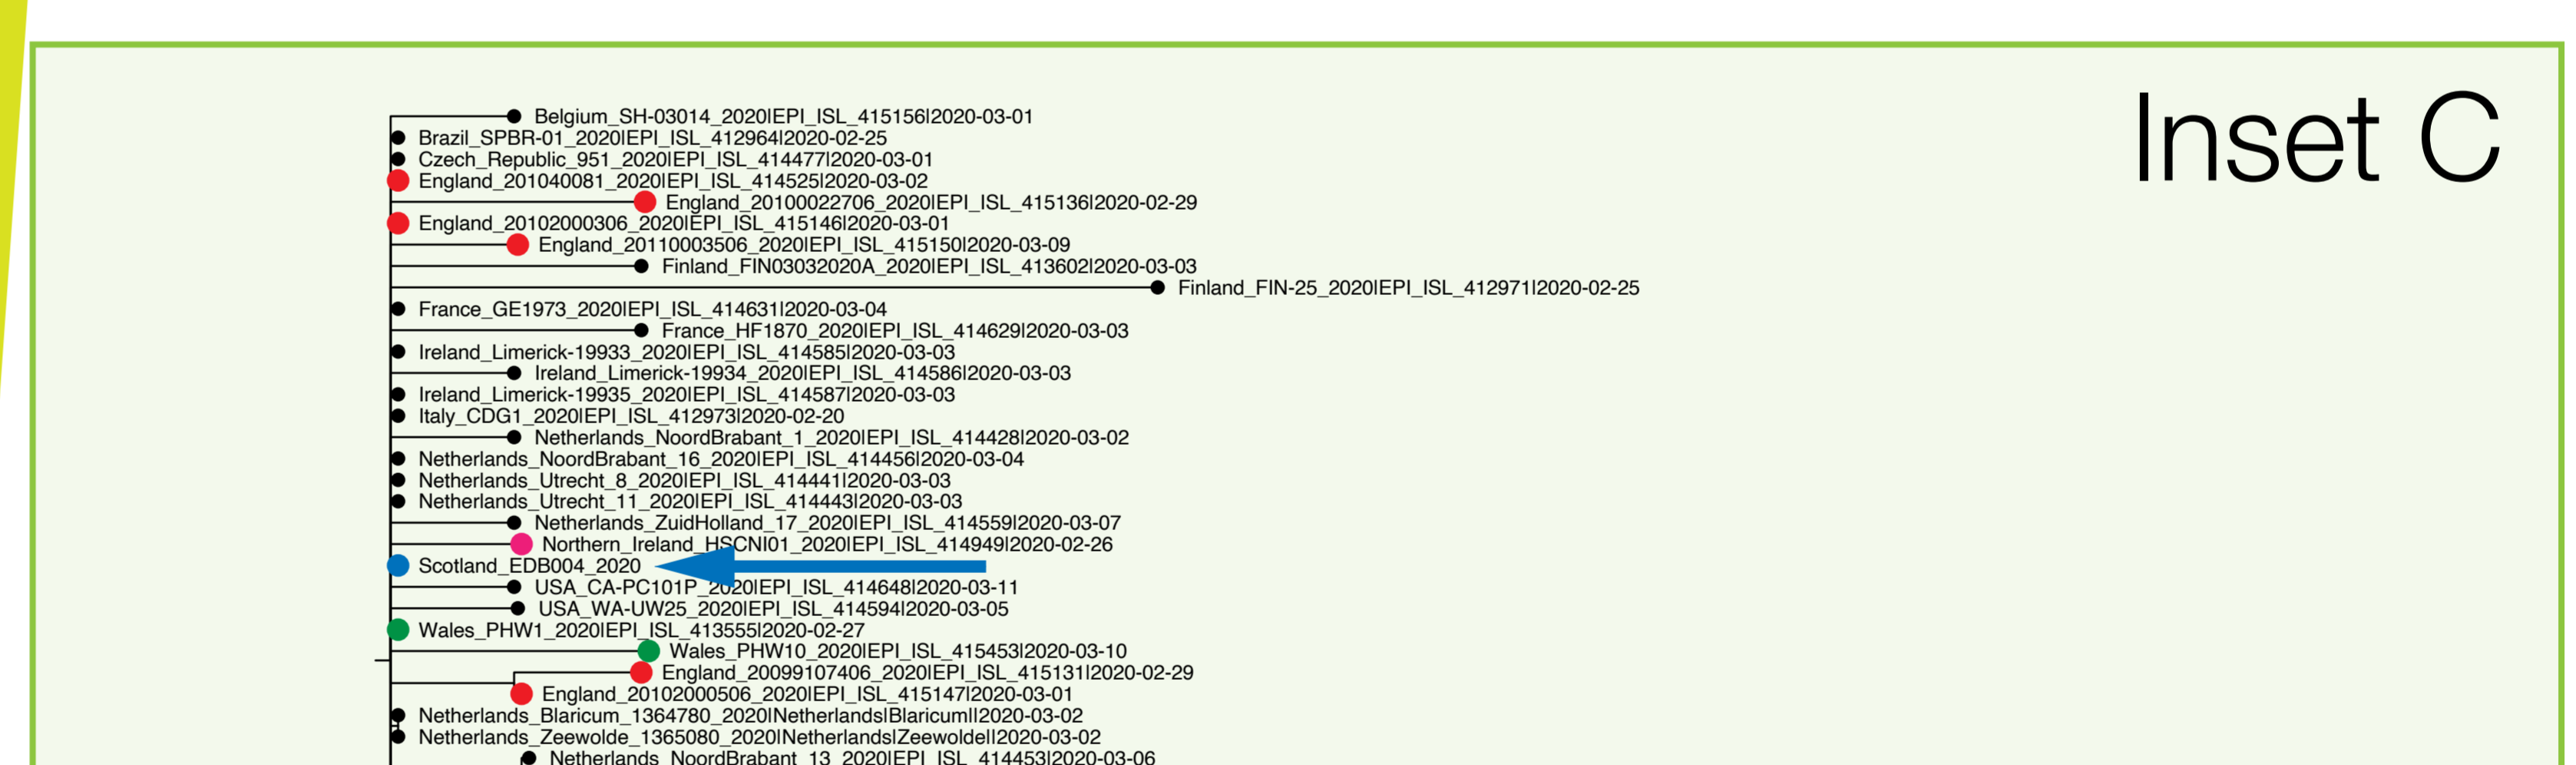 Inset C
Belgium_SH-03014_2020|EPI_ISL_415156|2020-03-01
Brazil_SPBR-01_2020|EPI_ISL_412964|2020-02-25
Czech_Republic_951_2020|EPI_ISL_414477|2020-03-01
England_201040081_2020|EPI_ISL_414525|2020-03-02
England_20100022706_2020|EPI_ISL_415136|2020-02-29
England_20102000306_2020|EPI_ISL_415146|2020-03-01
England_20110003506_2020|EPI_ISL_415150|2020-03-09
Finland_FIN03032020A_2020|EPI_ISL_413602|2020-03-03
Finland_FIN-25_2020|EPI_ISL_412971|2020-02-25
France_GE1973_2020|EPI_ISL_414631|2020-03-04
France_HF1870_2020|EPI_ISL_414629|2020-03-03
Ireland_Limerick-19933_2020|EPI_ISL_414585|2020-03-03
Ireland_Limerick-19934_2020|EPI_ISL_414586|2020-03-03
Ireland_Limerick-19935_2020|EPI_ISL_414587|2020-03-03
Italy_CDG1_2020|EPI_ISL_412973|2020-02-20
Netherlands_NoordBrabant_1_2020|EPI_ISL_414428|2020-03-02
Netherlands_NoordBrabant_16_2020|EPI_ISL_414456|2020-03-04
Netherlands_Utrecht_8_2020|EPI_ISL_414441|2020-03-03
Netherlands_Utrecht_11_2020|EPI_ISL_414443|2020-03-03
Netherlands_ZuidHolland_17_2020|EPI_ISL_414559|2020-03-07
Northern_Ireland_HSCNI01_2020|EPI_ISL_414949|2020-02-26
Scotland_EDB004_2020
USA_CA-PC101P_2020|EPI_ISL_414648|2020-03-11
USA_WA-UW25_2020|EPI_ISL_414594|2020-03-05
Wales_PHW1_2020|EPI_ISL_413555|2020-02-27
Wales_PHW10_2020|EPI_ISL_415453|2020-03-10
England_20099107406_2020|EPI_ISL_415131|2020-02-29
England_20102000506_2020|EPI_ISL_415147|2020-03-01
Netherlands_Blaricum_1364780_2020|Netherlands|Blaricum||2020-03-02
Netherlands_Zeewolde_1365080_2020|Netherlands|Zeewolde||2020-03-02
Netherlands_NoordBrabant_13_2020|EPI_ISL_414453|2020-03-06